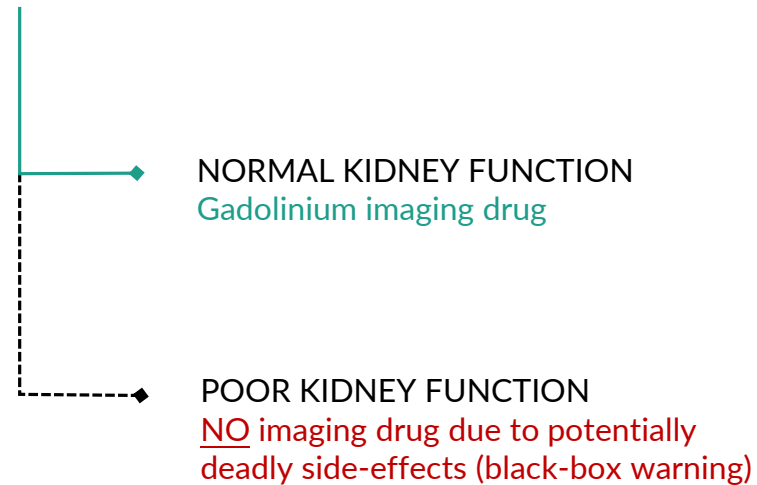 NORMAL KIDNEY FUNCTION
Gadolinium imaging drug
POOR KIDNEY FUNCTION
NO imaging drug due to potentially
deadly side-effects (black-box warning)